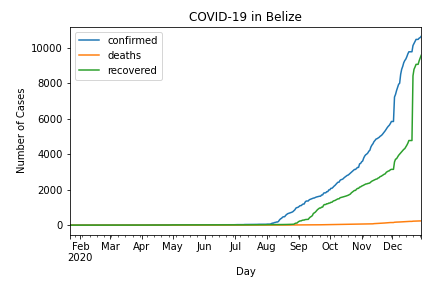 COVID-19 in Belize
confirmed
deaths
recovered
Number of Cases
10000
8000
6000
4000
2000
0
Feb Mar Apr May Jun Jul Aug Sep Oct Nov Dec
2020
Day